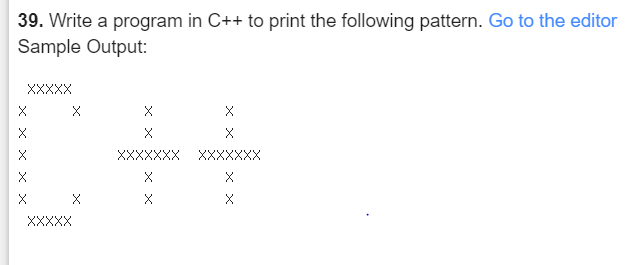 39. Write a program in C++ to print the following pattern. Go to the editor
Sample Output:
 XXXXX
X     X       X        X
X             X        X
X          XXXXXXX  XXXXXXX
X             X        X
X     X       X        X
 XXXXX